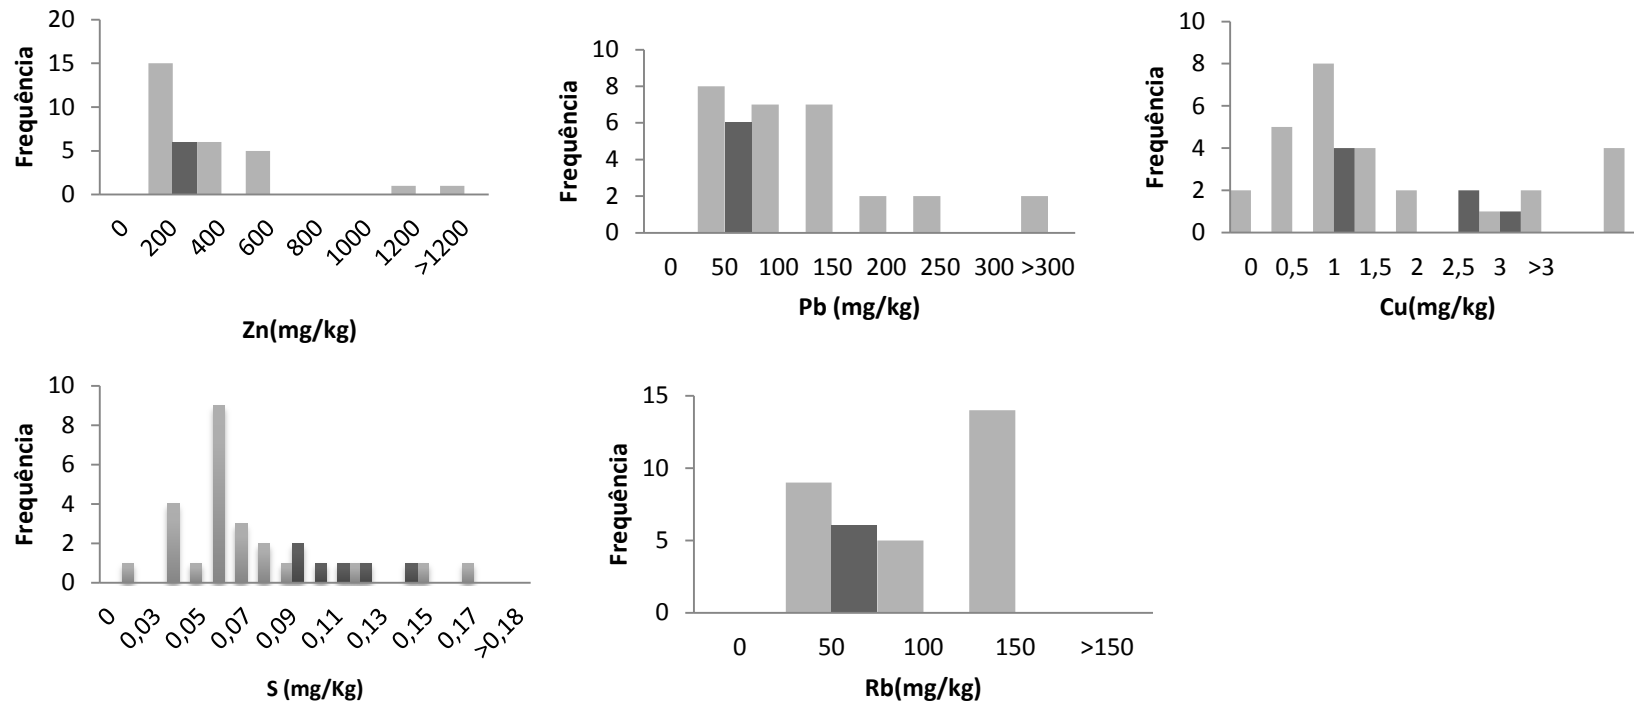 Frequência
20
15
10
5
0
0 200 400 600 800 1000 1200 >1200
Zn(mg/kg)
Frequência
10
8
6
4
2
0
0 50 100 150 200 250 300 >300
Pb (mg/kg)
Frequência
10
8
6
4
2
0
0 0,5 1 1,5 2 2,5 3 >3
Cu(mg/kg)
Frequência
10
8
6
4
2
0
0 0,03 0,05 0,07 0,09 0,11 0,13 0,15 0,17 >0,18
S (mg/Kg)
Frequência
15
10
5
0
0 50 100 150 >150
Rb(mg/kg)